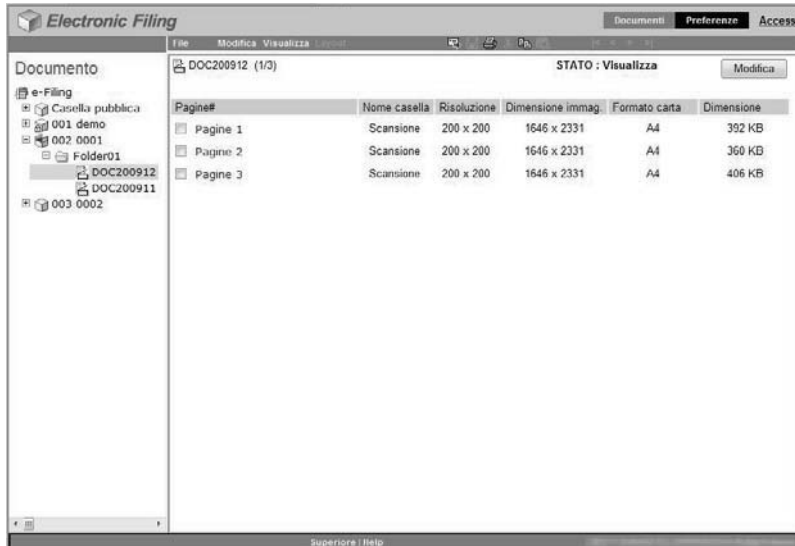 Electronic Filing
Documenti Preferenze Access
File Modifica Visualizza Layout
Documento
e-Filing
Casella pubblica
001 demo
002 0001
Folder01
DOC200912
DOC200911
003 0002
DOC200912 (1/3) STATO : Visualizza Modifica
Pagine# Nome casella Risoluzione Dimensione immag. Formato carta Dimensione
Pagine 1 Scansione 200 x 200 1646 x 2331 A4 392 KB
Pagine 2 Scansione 200 x 200 1646 x 2331 A4 360 KB
Pagine 3 Scansione 200 x 200 1646 x 2331 A4 406 KB
Superiore | Help